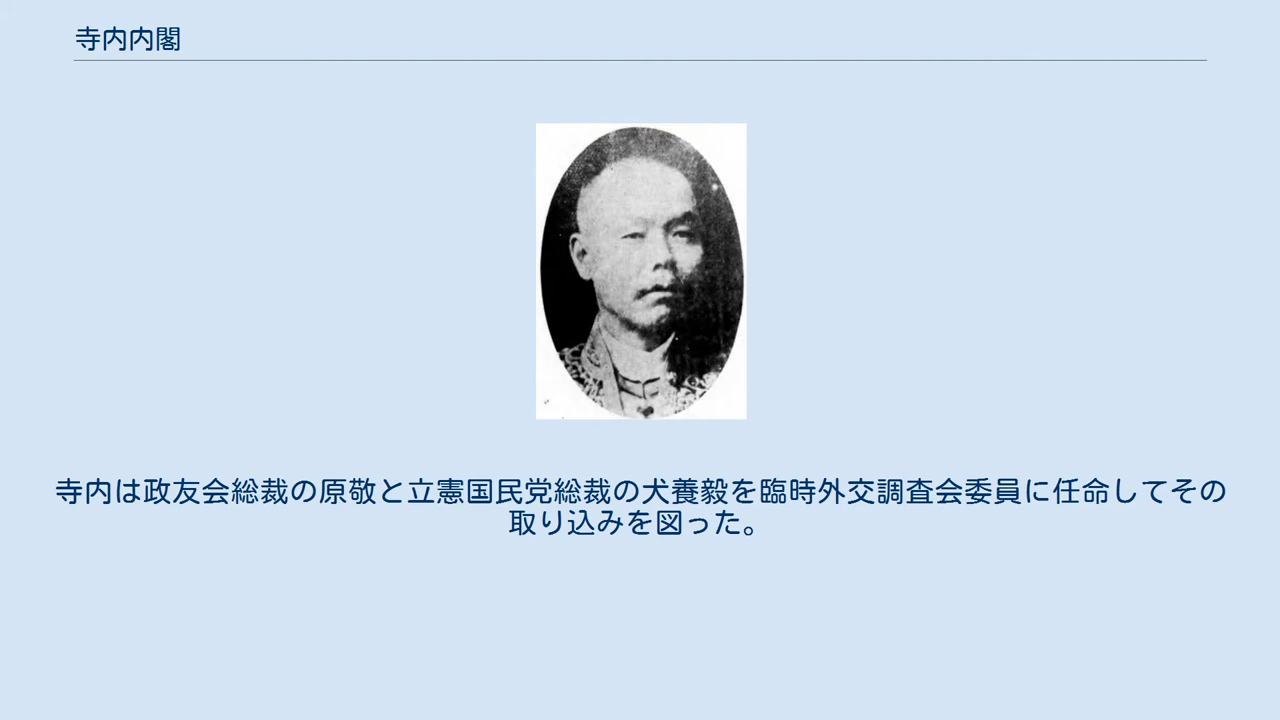 寺内内閣
寺内は政友会総裁の原敬と立憲国民党総裁の犬養毅を臨時外交調査会委員に任命してその
取り込みを図った。